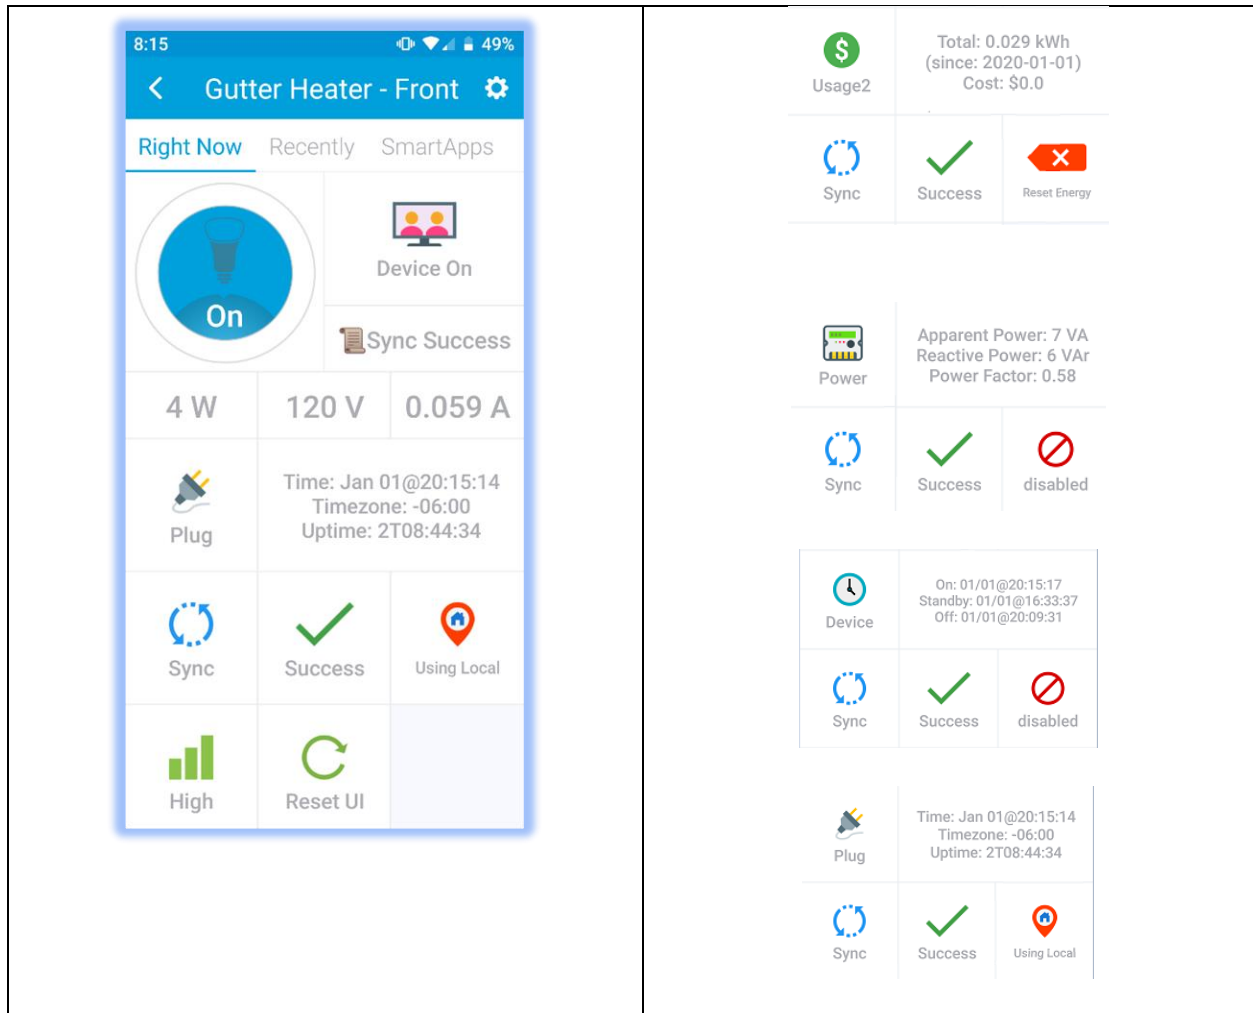 8:15
49%
Gutter Heater - Front
Right Now
Recently
SmartApps
On
Device On
Sync Success
4 W
120 V
0.059 A
Plug
Time: Jan 01@20:15:14
Timezone: -06:00
Uptime: 2T08:44:34
Sync
Success
Using Local
High
Reset UI
$
Usage2
Total: 0.029 kWh
(since: 2020-01-01)
Cost: $0.0
Sync
Success
Reset Energy
Power
Apparent Power: 7 VA
Reactive Power: 6 VAr
Power Factor: 0.58
Sync
Success
disabled
Device
On: 01/01@20:15:17
Standby: 01/01@16:33:37
Off: 01/01@20:09:31
Sync
Success
disabled
Plug
Time: Jan 01@20:15:14
Timezone: -06:00
Uptime: 2T08:44:34
Sync
Success
Using Local